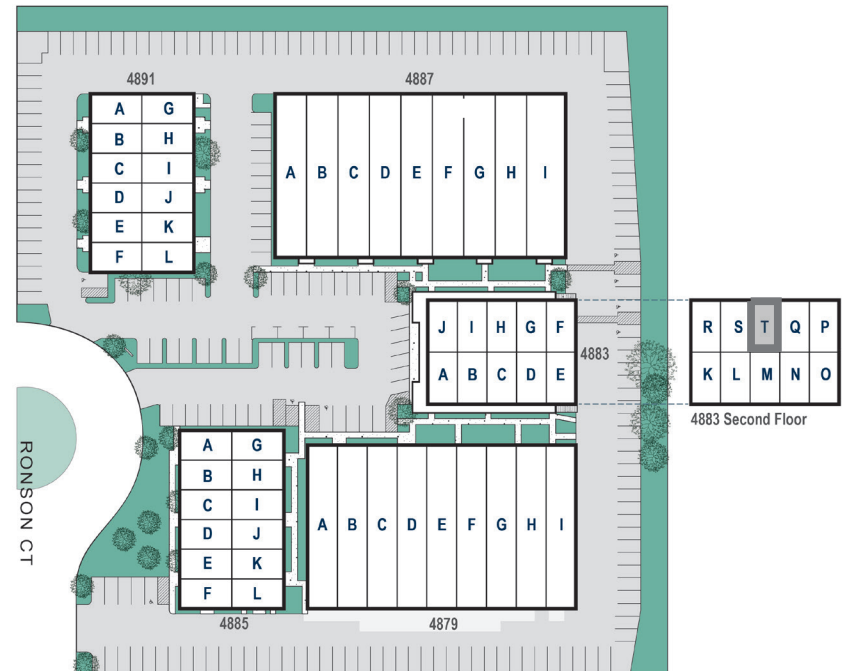 4891
4887
A G
B H
C I
D J
E K
F L
A B C D E F G H I
J I H G F
A B C D E
4883
R S T Q P
K L M N O
4883 Second Floor
RONSON CT
A G
B H
C I
D J
E K
F L
A B C D E F G H I
4885
4879